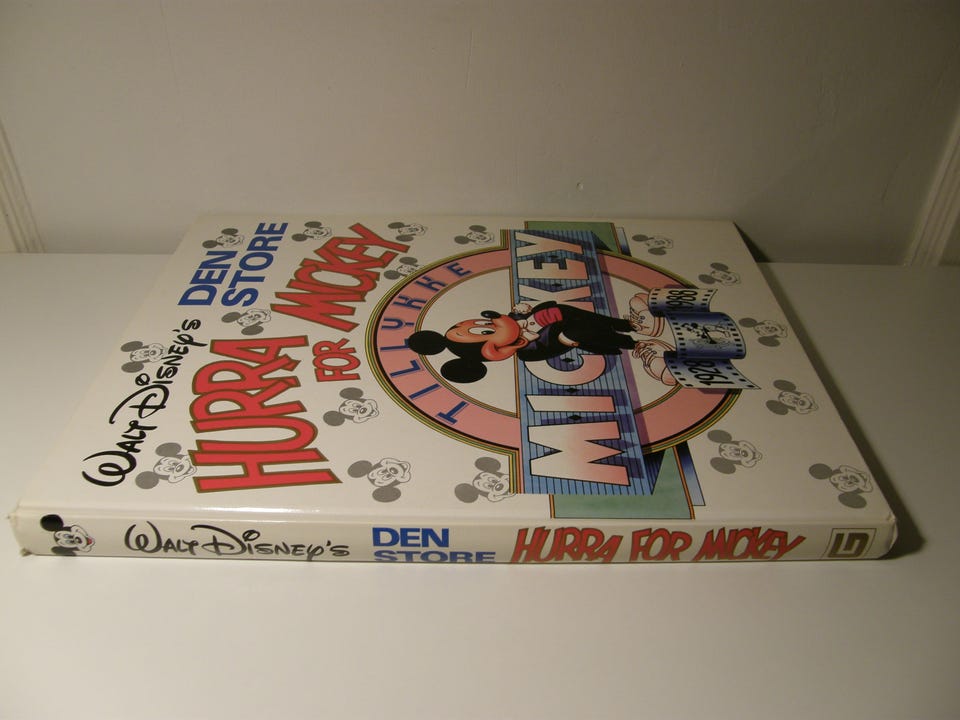 WALT DISNEY'S
DEN
STORE
HURRA
FOR MICKEY
TILLYKKE
MICKEY
1928 1988
WALT DISNEY'S
DEN
STORE
HURRA FOR MICKEY
G